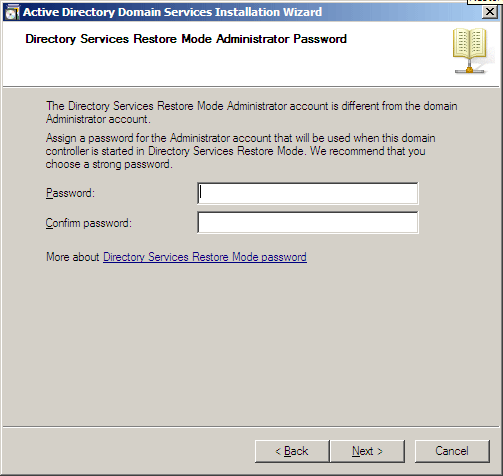 Active Directory Domain Services Installation Wizard
Directory Services Restore Mode Administrator Password
The Directory Services Restore Mode Administrator account is different from the domain
Administrator account.
Assign a password for the Administrator account that will be used when this domain
controller is started in Directory Services Restore Mode. We recommend that you
choose a strong password.
Password:
Confirm password:
More about Directory Services Restore Mode password
< Back
Next >
Cancel